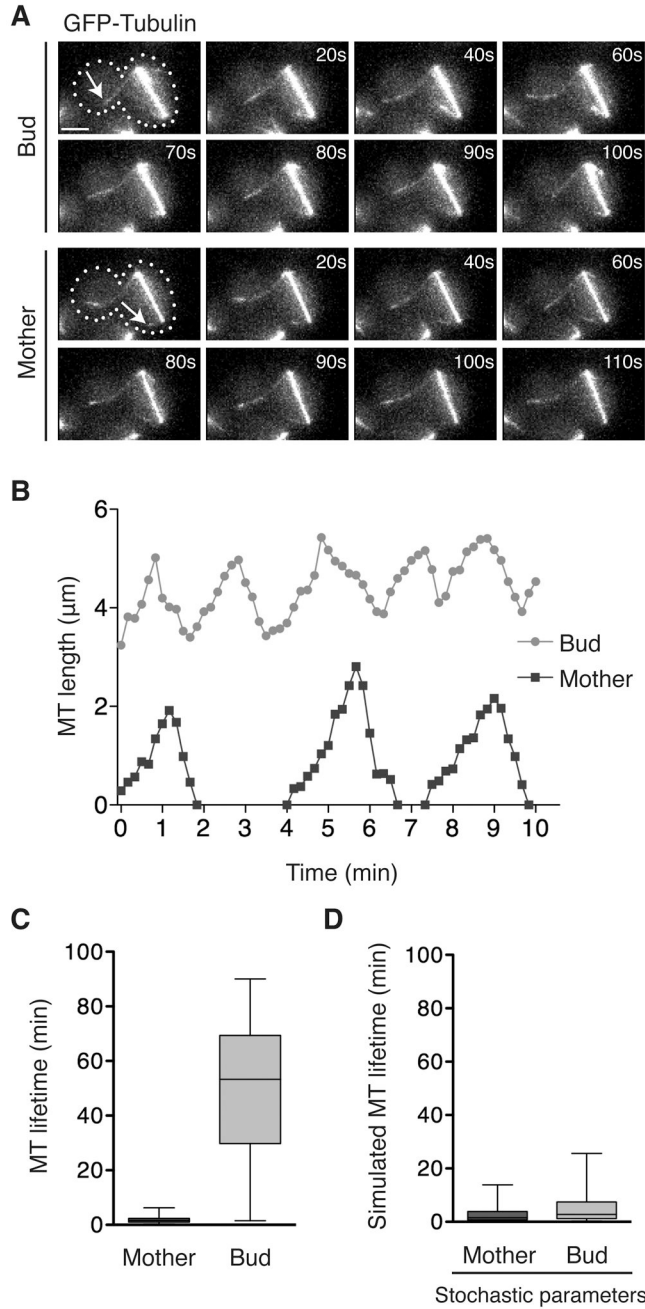 A
GFP-Tubulin
Bud
20s
40s
60s
70s
80s
90s
100s
Mother
20s
40s
60s
80s
90s
100s
110s
B
MT length (μm)
6
4
2
0
Bud
Mother
0 1 2 3 4 5 6 7 8 9 10
Time (min)
C
MT lifetime (min)
100
80
60
40
20
0
Mother Bud
D
Simulated MT lifetime (min)
100
80
60
40
20
0
Mother Bud
Stochastic parameters